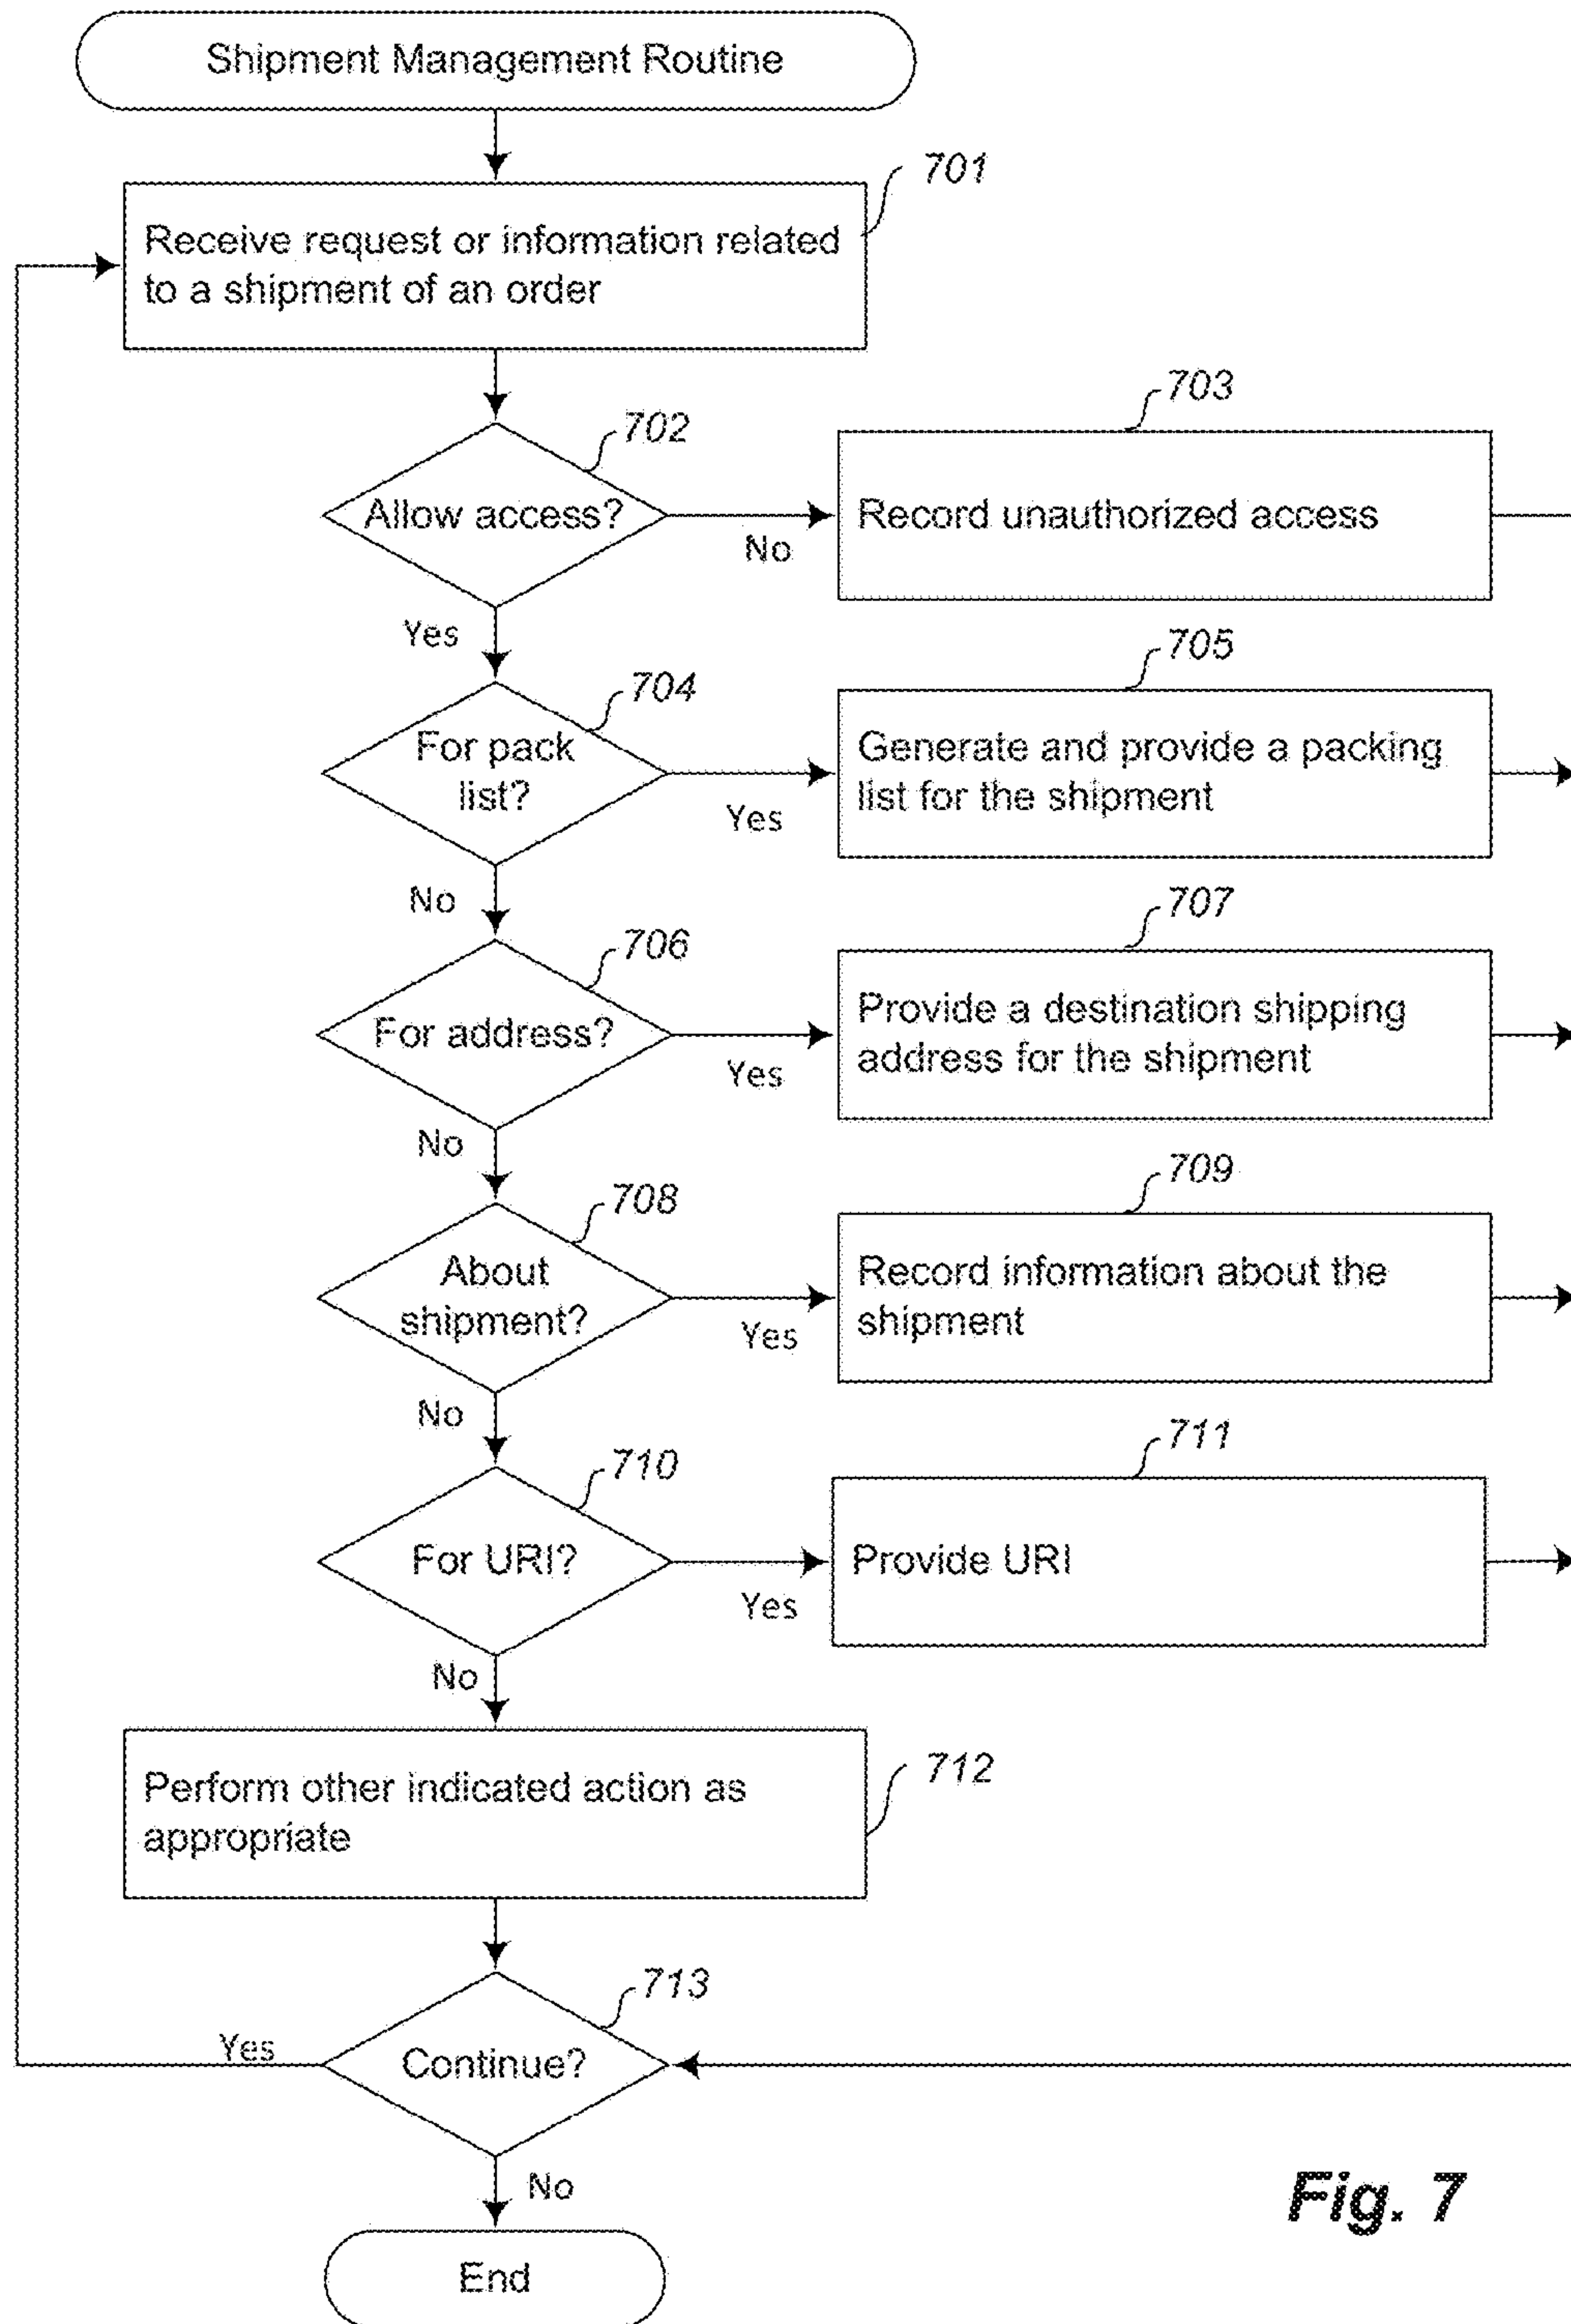 Shipment Management Routine
701
Receive request or information related
to a shipment of an order
702
703
Allow access?
Record unauthorized access
No
Yes
704
705
For pack
list?
Generate and provide a packing
list for the shipment
Yes
No
706
707
For address?
Provide a destination shipping
address for the shipment
Yes
No
708
709
About
shipment?
Record information about the
shipment
Yes
No
710
711
For URI?
Provide URI
Yes
No
712
Perform other indicated action as
appropriate
713
Yes
Continue?
No
Fig. 7
End